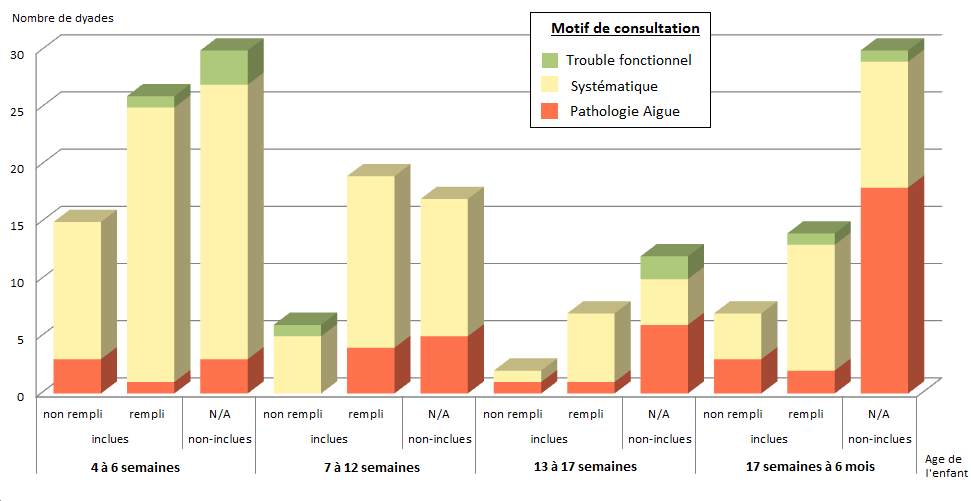 Nombre de dyades
Motif de consultation
Trouble fonctionnel
Systématique
Pathologie Aigue
30
25
20
15
10
5
0
non rempli rempli N/A non rempli rempli N/A non rempli rempli N/A non rempli rempli N/A
inclues non-inclues inclues non-inclues inclues non-inclues inclues non-inclues
4 à 6 semaines 7 à 12 semaines 13 à 17 semaines 17 semaines à 6 mois
Age de
l'enfant